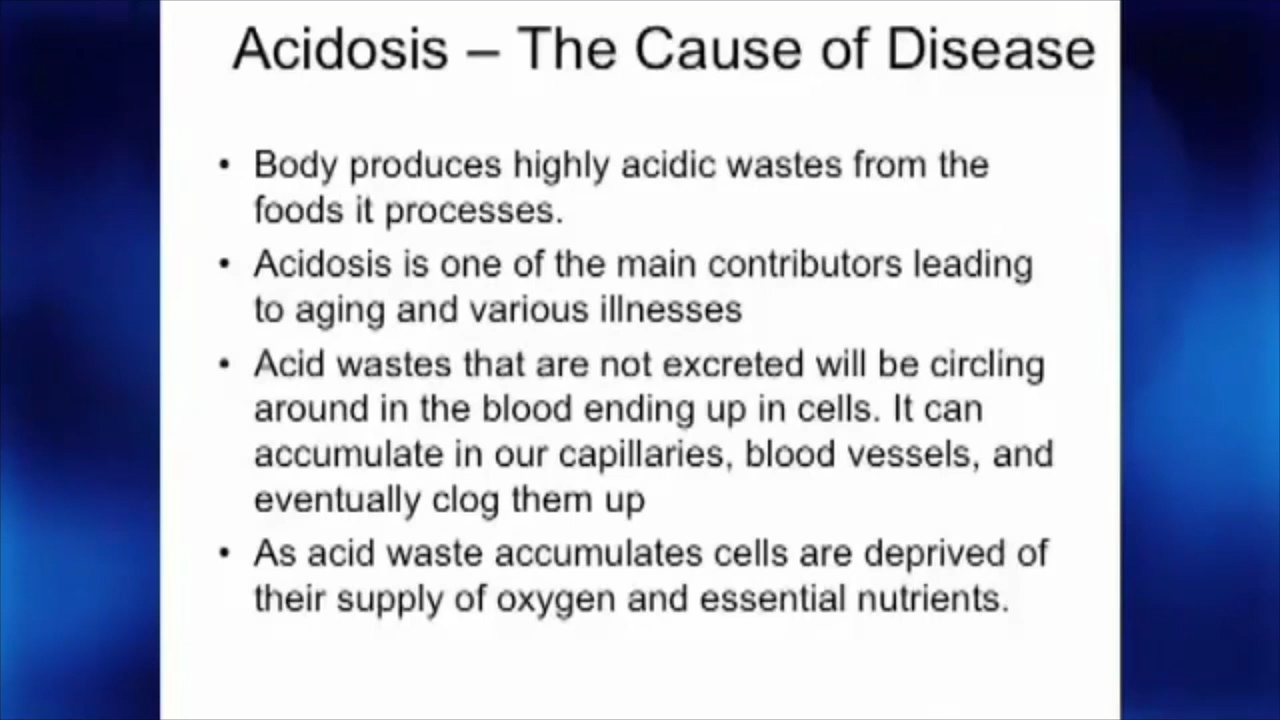 Acidosis – The Cause of Disease
• Body produces highly acidic wastes from the
foods it processes.
• Acidosis is one of the main contributors leading
to aging and various illnesses
• Acid wastes that are not excreted will be circling
around in the blood ending up in cells. It can
accumulate in our capillaries, blood vessels, and
eventually clog them up
• As acid waste accumulates cells are deprived of
their supply of oxygen and essential nutrients.